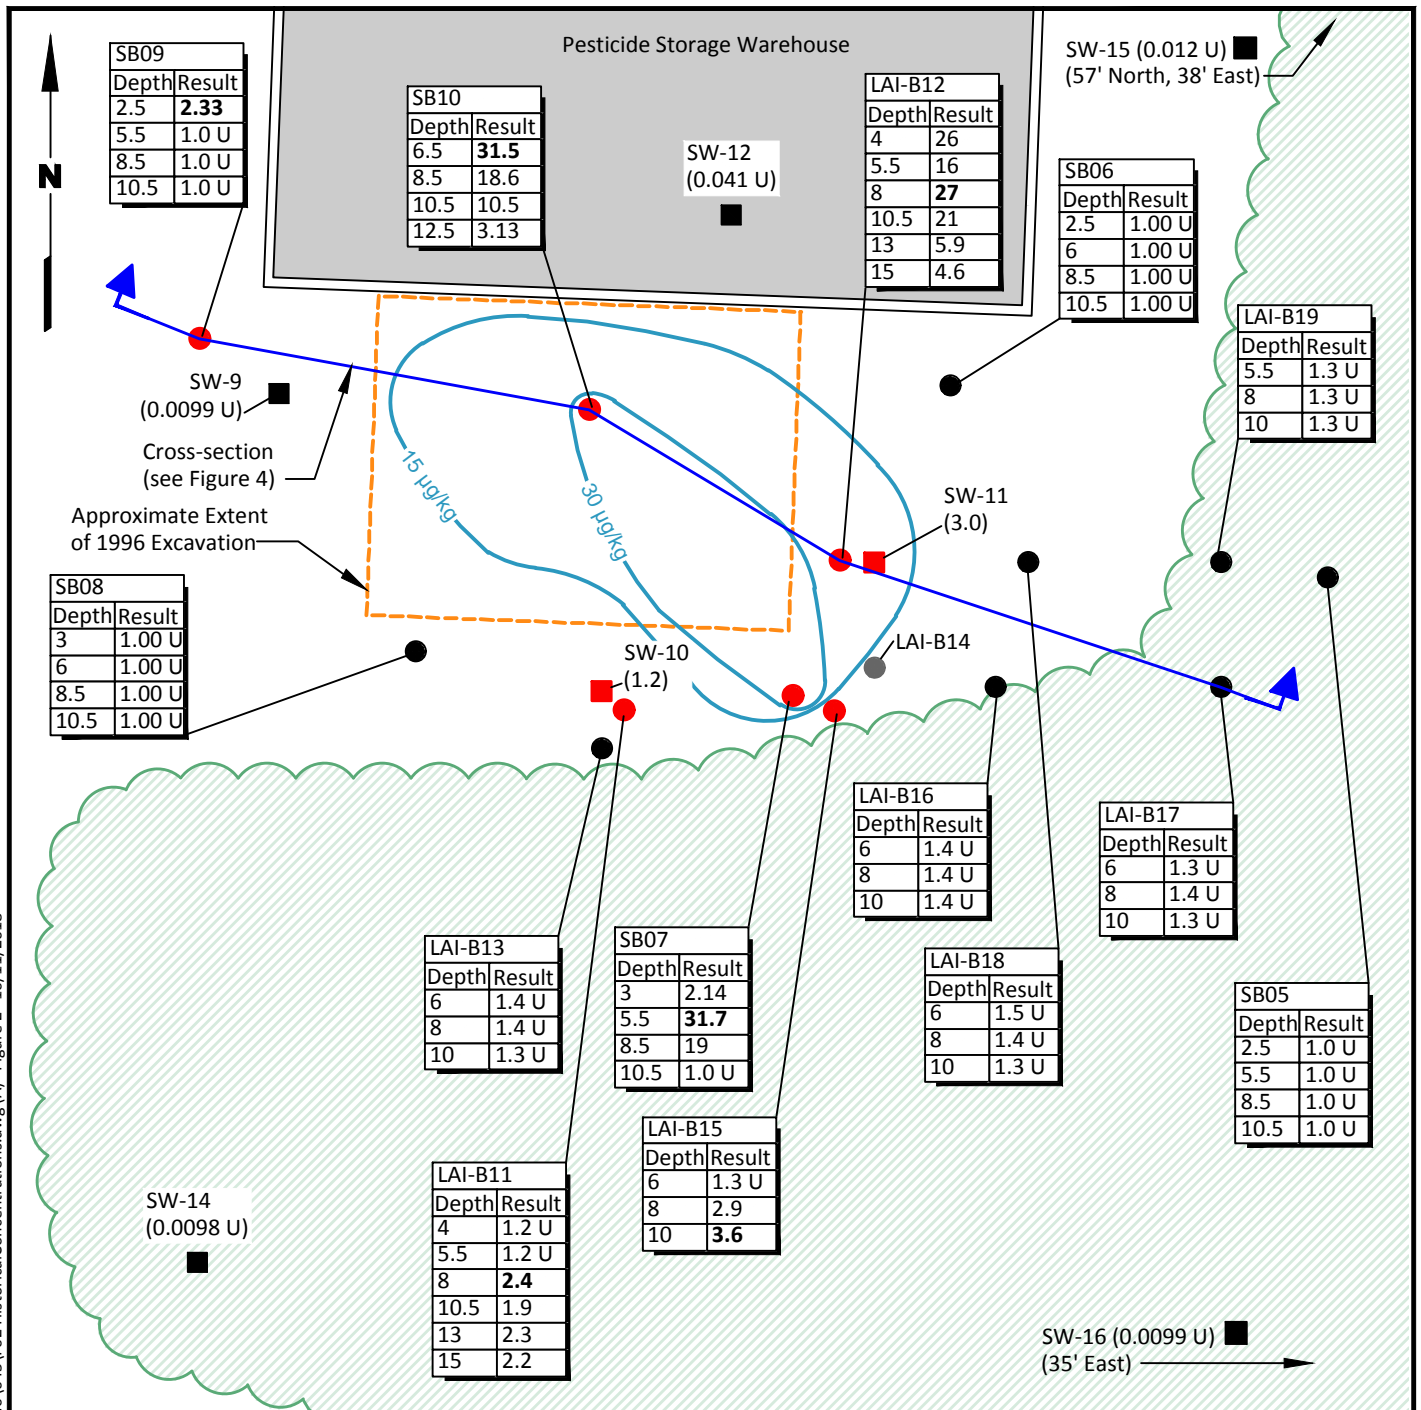 Pesticide Storage Warehouse
SW-15 (0.012 U)
(57' North, 38' East)
N
SB09
Depth Result
2.5 2.33
5.5 1.0 U
8.5 1.0 U
10.5 1.0 U
SB10
Depth Result
6.5 31.5
8.5 18.6
10.5 10.5
12.5 3.13
SW-12
(0.041 U)
LAI-B12
Depth Result
4 26
5.5 16
8 27
10.5 21
13 5.9
15 4.6
SB06
Depth Result
2.5 1.00 U
6 1.00 U
8.5 1.00 U
10.5 1.00 U
LAI-B19
Depth Result
5.5 1.3 U
8 1.3 U
10 1.3 U
SW-9
(0.0099 U)
Cross-section
(see Figure 4)
15 µg/kg
30 µg/kg
SW-11
(3.0)
Approximate Extent
of 1996 Excavation
SB08
Depth Result
3 1.00 U
6 1.00 U
8.5 1.00 U
10.5 1.00 U
SW-10
(1.2)
LAI-B14
LAI-B16
Depth Result
6 1.4 U
8 1.4 U
10 1.4 U
LAI-B17
Depth Result
6 1.3 U
8 1.4 U
10 1.3 U
LAI-B13
Depth Result
6 1.4 U
8 1.4 U
10 1.3 U
SB07
Depth Result
3 2.14
5.5 31.7
8.5 19
10.5 1.0 U
LAI-B18
Depth Result
6 1.5 U
8 1.4 U
10 1.3 U
SB05
Depth Result
2.5 1.0 U
5.5 1.0 U
8.5 1.0 U
10.5 1.0 U
LAI-B15
Depth Result
6 1.3 U
8 2.9
10 3.6
LAI-B11
Depth Result
4 1.2 U
5.5 1.2 U
8 2.4
10.5 1.9
13 2.3
15 2.2
SW-14
(0.0098 U)
SW-16 (0.0099 U)
(35' East)